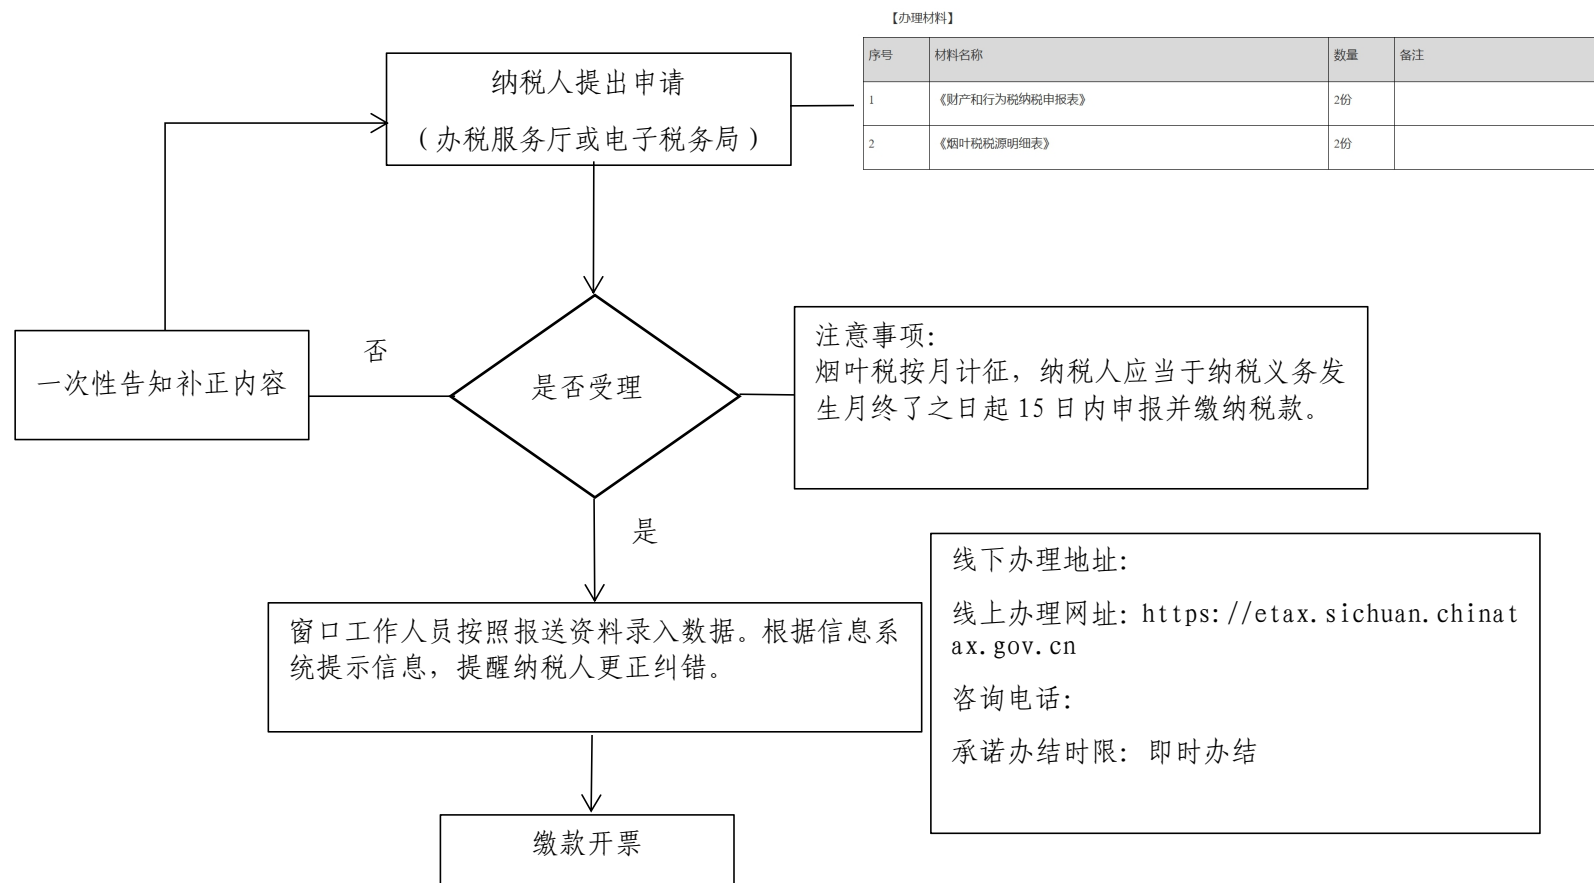 【办理材料】
序号 材料名称 数量 备注
1 《财产和行为税纳税申报表》 2份
2 《烟叶税税源明细表》 2份
纳税人提出申请
（办税服务厅或电子税务局）
否
一次性告知补正内容
是否受理
注意事项：
烟叶税按月计征，纳税人应当于纳税义务发
生月终了之日起 15 日内申报并缴纳税款。
是
窗口工作人员按照报送资料录入数据。根据信息系
统提示信息，提醒纳税人更正纠错。
线下办理地址：
线上办理网址：https://etax.sichuan.chinat
ax.gov.cn
咨询电话：
承诺办结时限：即时办结
缴款开票